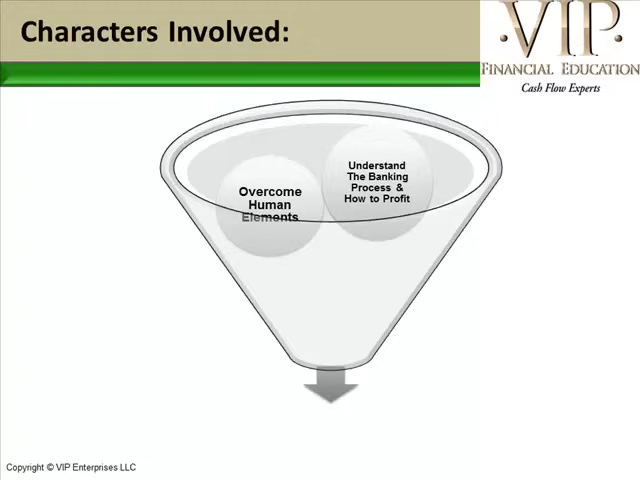 Characters Involved:
·VIP·
FINANCIAL EDUCATION
Cash Flow Experts
Understand
The Banking
Process &
How to Profit
Overcome
Human
Elements
Copyright © VIP Enterprises LLC